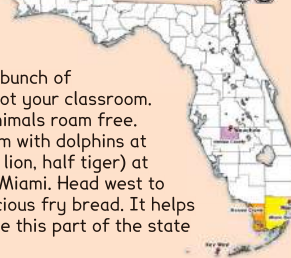 bunch of
ot your classroom.
nimals roam free.
m with dolphins at
lion, half tiger) at
Miami. Head west to
cious fry bread. It helps
e this part of the state
Key West